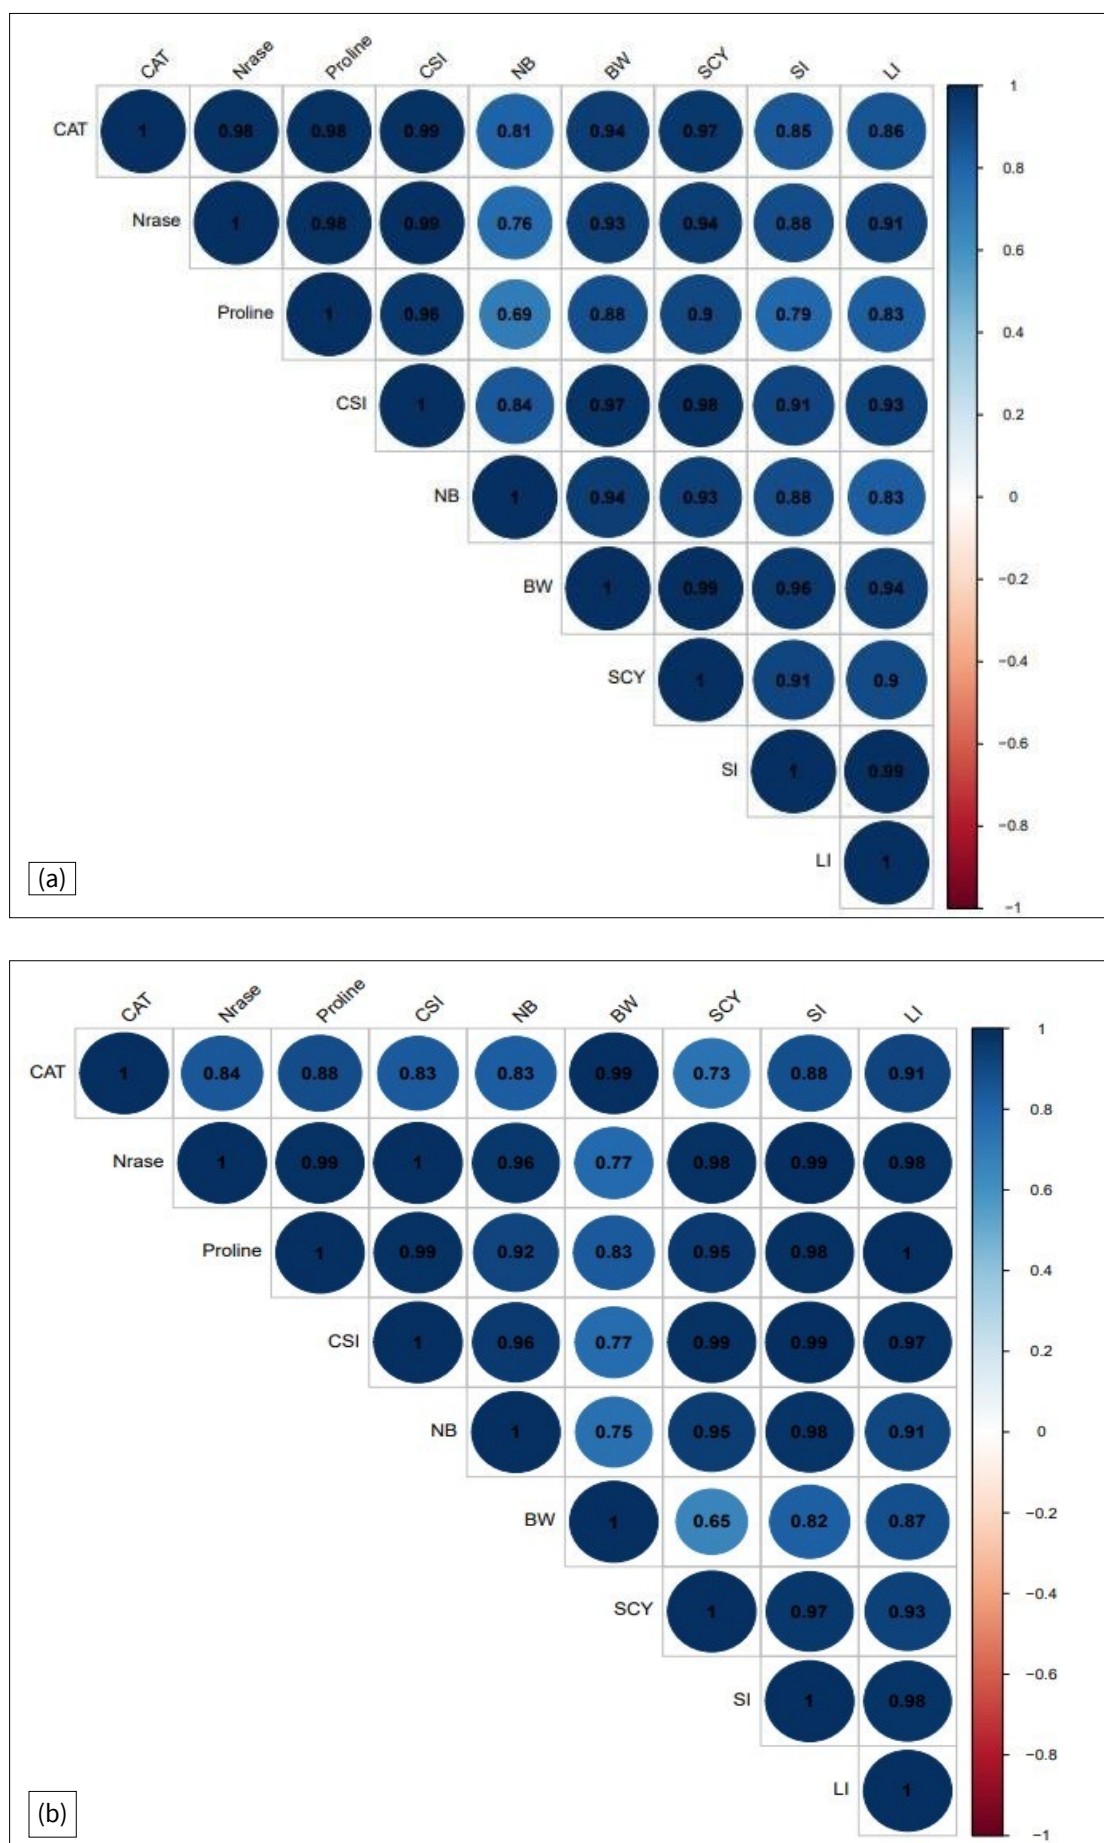 CAT Nrase Proline CSI NB BW SCY SI LI
CAT 1 0.98 0.98 0.99 0.81 0.94 0.97 0.85 0.86
Nrase 1 0.98 0.99 0.76 0.93 0.94 0.88 0.91
Proline 1 0.96 0.69 0.88 0.9 0.79 0.83
CSI 1 0.84 0.97 0.98 0.91 0.93
NB 1 0.94 0.93 0.88 0.83
BW 1 0.99 0.96 0.94
SCY 1 0.91 0.9
SI 1 0.99
LI 1
1
0.8
0.6
0.4
0.2
0
−0.2
−0.4
−0.6
−0.8
−1
(a)
CAT Nrase Proline CSI NB BW SCY SI LI
CAT 1 0.84 0.88 0.83 0.83 0.99 0.73 0.88 0.91
Nrase 1 0.99 1 0.96 0.77 0.98 0.99 0.98
Proline 1 0.99 0.92 0.83 0.95 0.98 1
CSI 1 0.96 0.77 0.99 0.99 0.97
NB 1 0.75 0.95 0.98 0.91
BW 1 0.65 0.82 0.87
SCY 1 0.97 0.93
SI 1 0.98
LI 1
1
0.8
0.6
0.4
0.2
0
−0.2
−0.4
−0.6
−0.8
−1
(b)